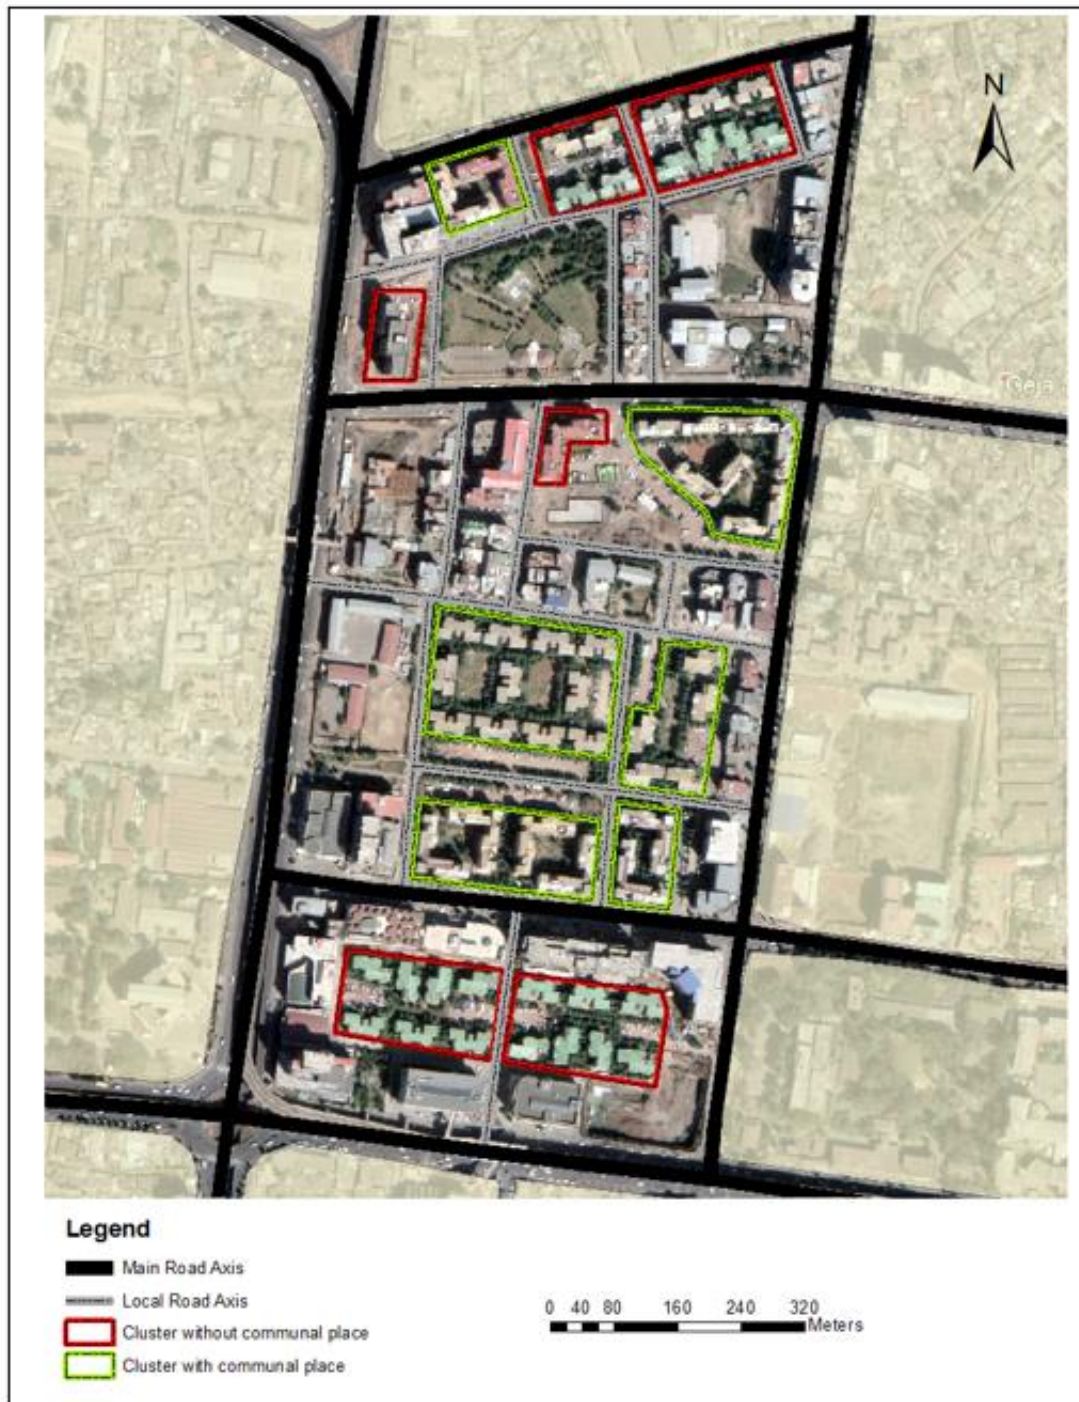 N
Legend
Main Road Axis
Local Road Axis
Cluster without communal place
Cluster with communal place
0 40 80 160 240 320
Meters